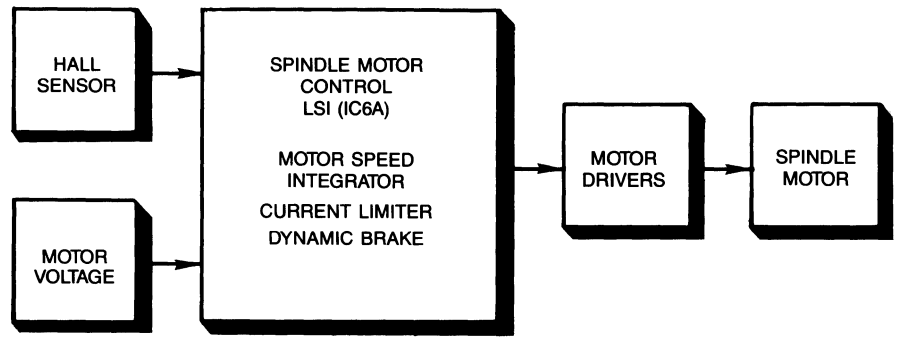 HALL
SENSOR
MOTOR
VOLTAGE
SPINDLE MOTOR
CONTROL
LSI (IC6A)
MOTOR SPEED
INTEGRATOR
CURRENT LIMITER
DYNAMIC BRAKE
MOTOR
DRIVERS
SPINDLE
MOTOR